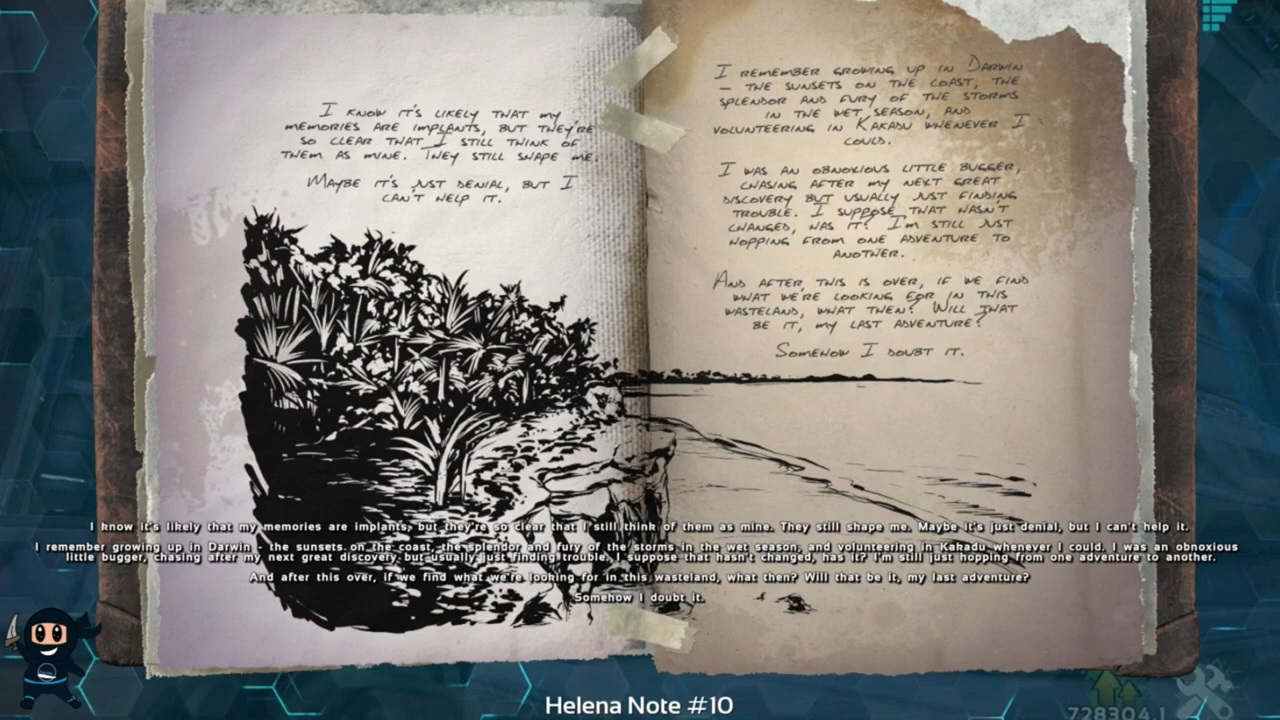 I KNOW IT'S LIKELY THAT MY
MEMORIES ARE IMPLANTS, BUT THEY'RE
SO CLEAR THAT I STILL THINK OF
THEM AS MINE. THEY STILL SHAPE ME.
MAYBE IT'S JUST DENIAL, BUT I
CAN'T HELP IT.
I REMEMBER GROWING UP IN DARWIN
– THE SUNSETS ON THE COAST, THE
SPLENDOR AND FURY OF THE STORMS
IN THE WET SEASON, AND
VOLUNTEERING IN KAKADU WHENEVER I
COULD.
I WAS AN OBNOXIOUS LITTLE BUGGER,
CHASING AFTER MY NEXT GREAT
DISCOVERY BUT USUALLY JUST FINDING
TROUBLE. I SUPPOSE THAT HASN'T
CHANGED, HAS IT? I'M STILL JUST
HOPPING FROM ONE ADVENTURE TO
ANOTHER.
AND AFTER THIS IS OVER, IF WE FIND
WHAT WE'RE LOOKING FOR IN THIS
WASTELAND, WHAT THEN? WILL THAT
BE IT, MY LAST ADVENTURE?
SOMEHOW I DOUBT IT.
I know it's likely that my memories are implants, but they're so clear that I still think of them as mine. They still shape me. Maybe it's just denial, but I can't help it.
I remember growing up in Darwin - the sunsets on the coast, the splendor and fury of the storms in the wet season, and volunteering in Kakadu whenever I could. I was an obnoxious
little bugger, chasing after my next great discovery but usually just finding trouble. I suppose that hasn't changed, has it? I'm still just hopping from one adventure to another.
And after this over, if we find what we're looking for in this wasteland, what then? Will that be it, my last adventure?
Somehow I doubt it.
Helena Note #10
728304.1